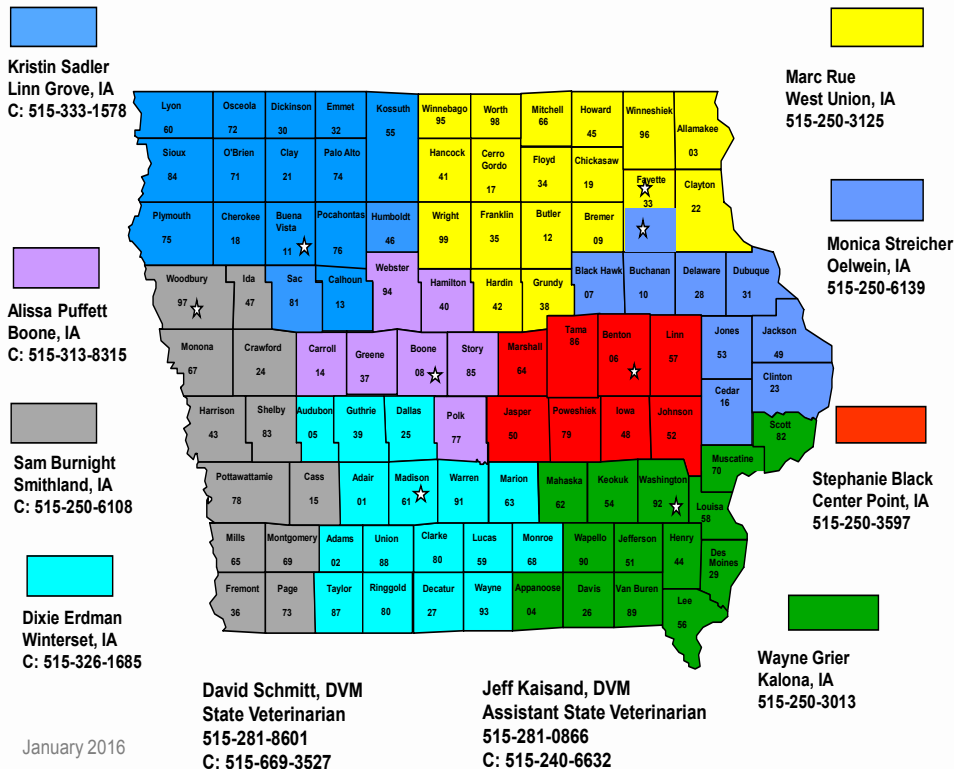 Kristin Sadler
Linn Grove, IA
C: 515-333-1578
Marc Rue
West Union, IA
515-250-3125
Alissa Puffett
Boone, IA
C: 515-313-8315
Monica Streicher
Oelwein, IA
515-250-6139
Sam Burnight
Smithland, IA
C: 515-250-6108
Stephanie Black
Center Point, IA
515-250-3597
Dixie Erdman
Winterset, IA
C: 515-326-1685
Wayne Grier
Kalona, IA
515-250-3013
Lyon
60
Osceola
72
Dickinson
30
Emmet
32
Kossuth
55
Winnebago
95
Worth
98
Mitchell
66
Howard
45
Winneshiek
96
Allamakee
03
Sioux
84
O'Brien
71
Clay
21
Palo Alto
74
Hancock
41
Cerro
Gordo
17
Floyd
34
Chickasaw
19
Fayette
33
Clayton
22
Plymouth
75
Cherokee
18
Buena
Vista
11
Pocahontas
76
Humboldt
46
Wright
99
Franklin
35
Butler
12
Bremer
09
Woodbury
97
Ida
47
Sac
81
Calhoun
13
Webster
94
Hamilton
40
Hardin
42
Grundy
38
Black Hawk
07
Buchanan
10
Delaware
28
Dubuque
31
Monona
67
Crawford
24
Carroll
14
Greene
37
Boone
08
Story
85
Marshall
64
Tama
86
Benton
06
Linn
57
Jones
53
Jackson
49
Clinton
23
Cedar
16
Harrison
43
Shelby
83
Audubon
05
Guthrie
39
Dallas
25
Polk
77
Jasper
50
Poweshiek
79
Iowa
48
Johnson
52
Scott
82
Muscatine
70
Pottawattamie
78
Cass
15
Adair
01
Madison
61
Warren
91
Marion
63
Mahaska
62
Keokuk
54
Washington
92
Louisa
58
Mills
65
Montgomery
69
Adams
02
Union
88
Clarke
80
Lucas
59
Monroe
68
Wapello
90
Jefferson
51
Henry
44
Des
Moines
29
Fremont
36
Page
73
Taylor
87
Ringgold
80
Decatur
27
Wayne
93
Appanoose
04
Davis
26
Van Buren
89
Lee
56
David Schmitt, DVM
State Veterinarian
515-281-8601
C: 515-669-3527
Jeff Kaisand, DVM
Assistant State Veterinarian
515-281-0866
C: 515-240-6632
January 2016